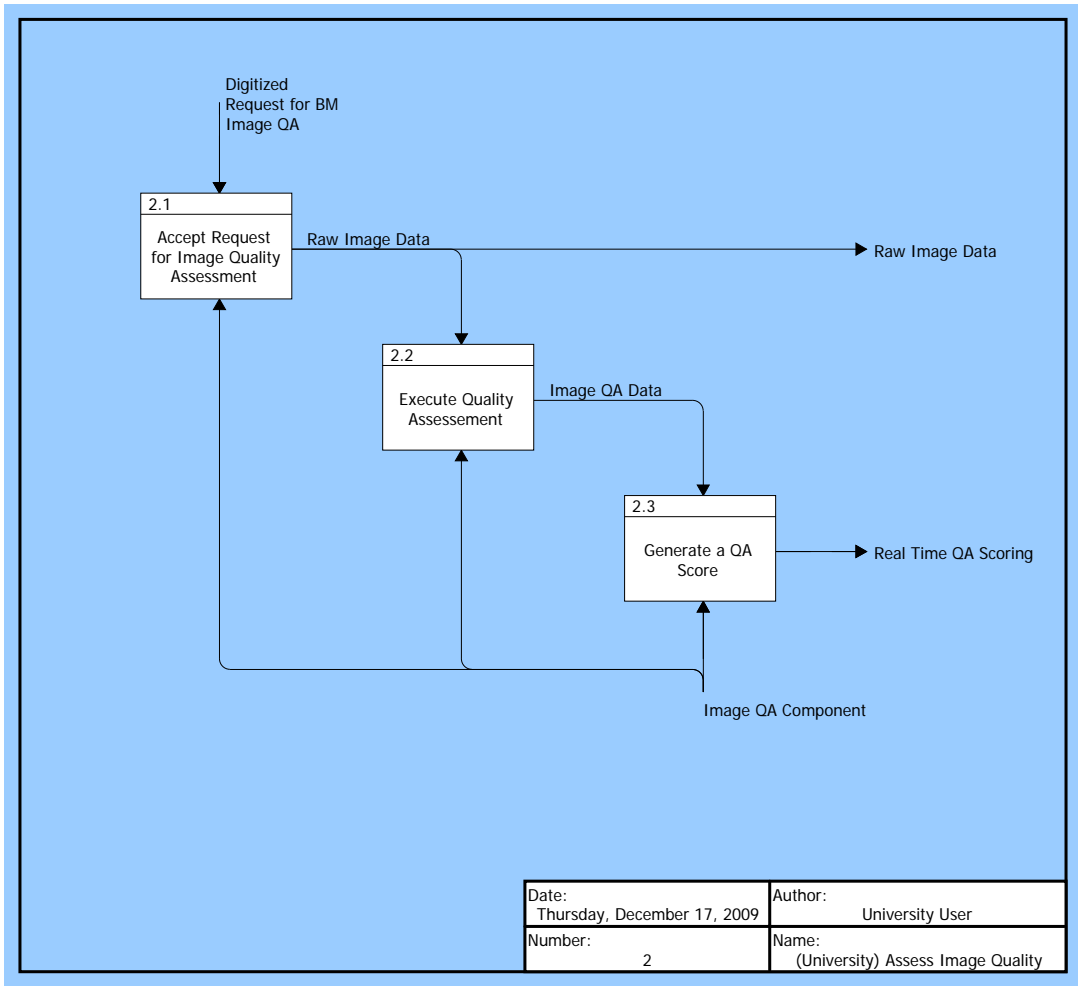 Digitized
Request for BM
Image QA
2.1
Accept Request
for Image Quality
Assessment
Raw Image Data
Raw Image Data
2.2
Execute Quality
Assessement
Image QA Data
2.3
Generate a QA
Score
Real Time QA Scoring
Image QA Component
Date:
Thursday, December 17, 2009
Author:
University User
Number:
2
Name:
(University) Assess Image Quality